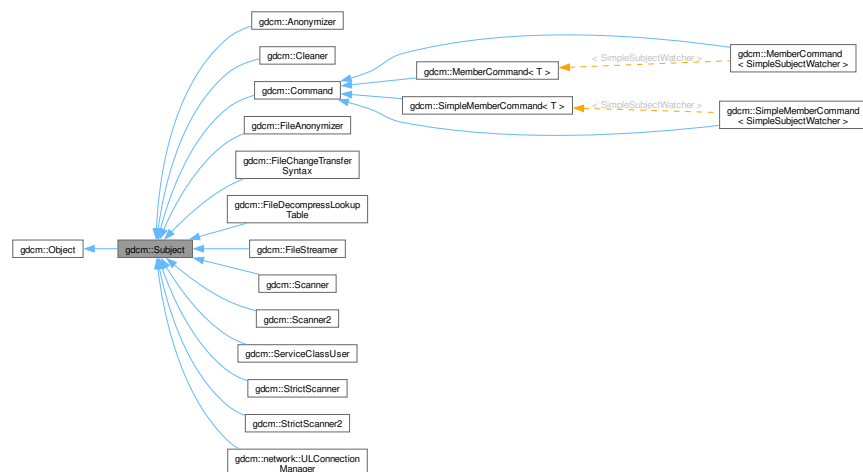 gdcm::Anonymizer
gdcm::Cleaner
gdcm::Command
gdcm::FileAnonymizer
gdcm::FileChangeTransfer
Syntax
gdcm::FileDecompressLookup
Table
gdcm::Object
gdcm::Subject
gdcm::FileStreamer
gdcm::Scanner
gdcm::Scanner2
gdcm::ServiceClassUser
gdcm::StrictScanner
gdcm::StrictScanner2
gdcm::network::ULConnection
Manager
gdcm::MemberCommand< T >
gdcm::SimpleMemberCommand< T >
< SimpleSubjectWatcher >
< SimpleSubjectWatcher >
gdcm::MemberCommand
< SimpleSubjectWatcher >
gdcm::SimpleMemberCommand
< SimpleSubjectWatcher >